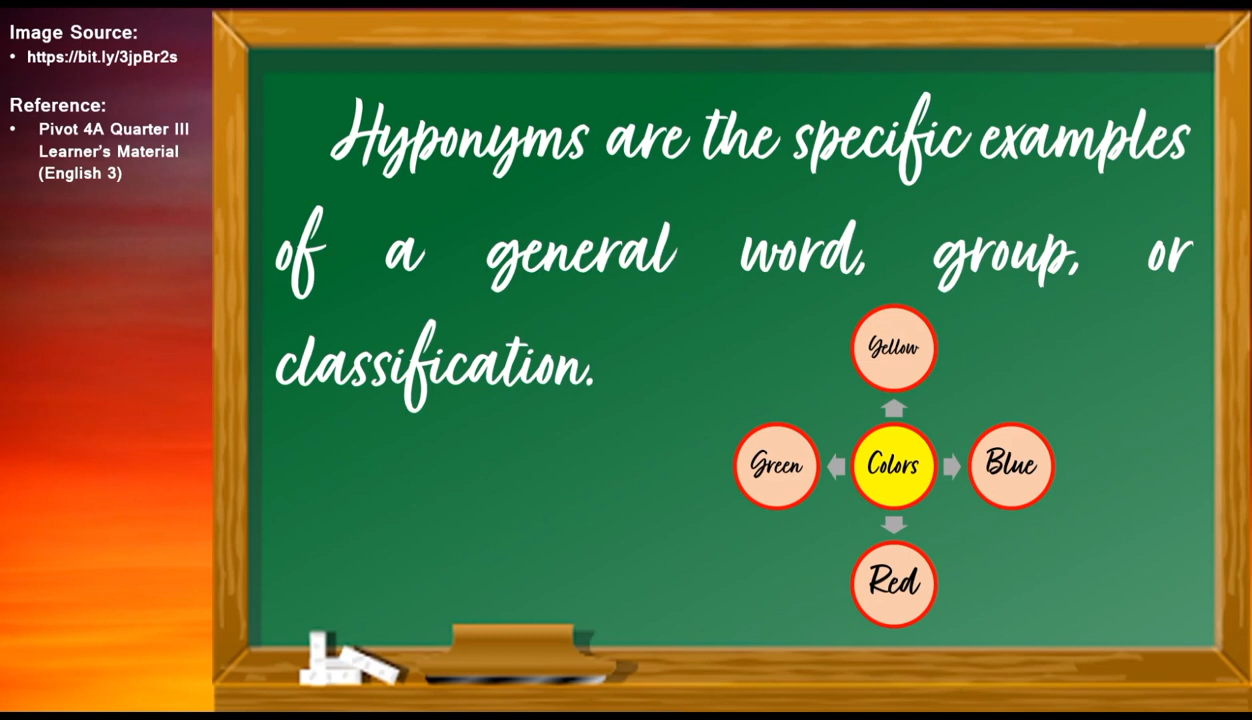 Image Source:
• https://bit.ly/3jpBr2s
Reference:
• Pivot 4A Quarter III
Learner's Material
(English 3)
Hyponyms are the specific examples
of a general word, group, or
classification.
Yellow
Green
Colors
Blue
Red